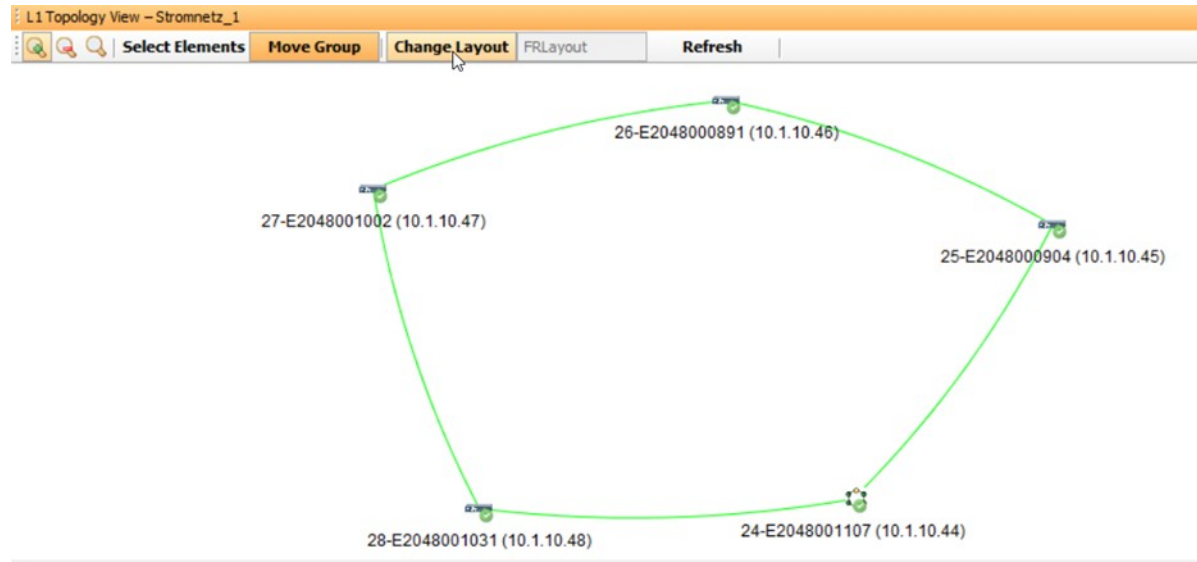 L1 Topology View – Stromnetz_1
Select Elements Move Group Change Layout FRLayout Refresh
26-E2048000891 (10.1.10.46)
27-E2048001002 (10.1.10.47)
25-E2048000904 (10.1.10.45)
24-E2048001107 (10.1.10.44)
28-E2048001031 (10.1.10.48)